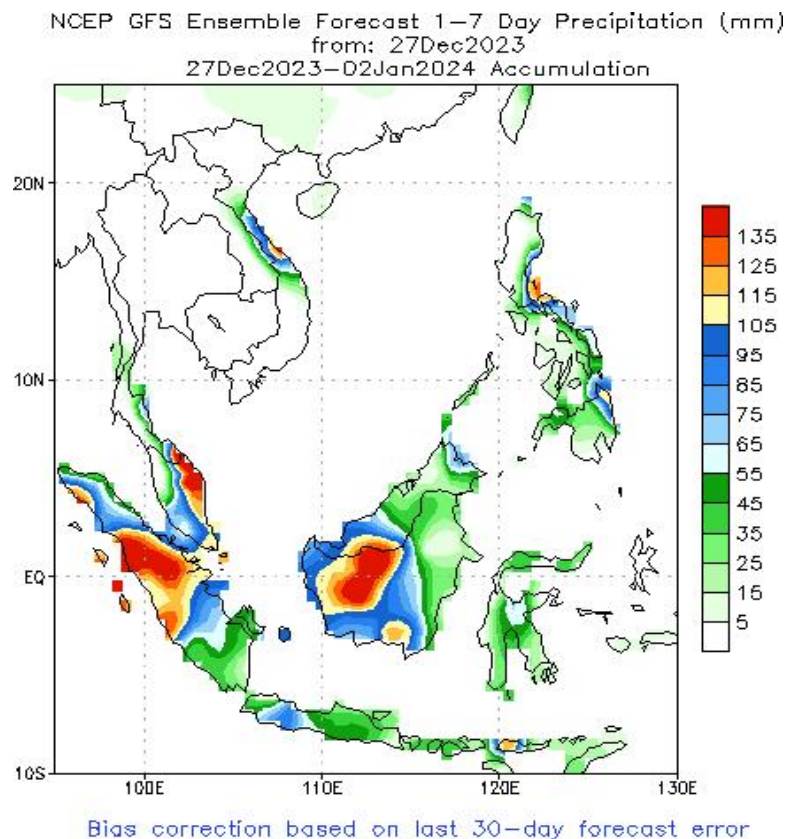 NCEP GFS Ensemble Forecast 1-7 Day Precipitation (mm)
from: 27Dec2023
27Dec2023-02Jan2024 Accumulation
20N
10N
EQ
10S
100E
110E
120E
130E
135
125
115
105
95
85
75
65
55
45
35
25
15
5
Bias correction based on last 30-day forecast error